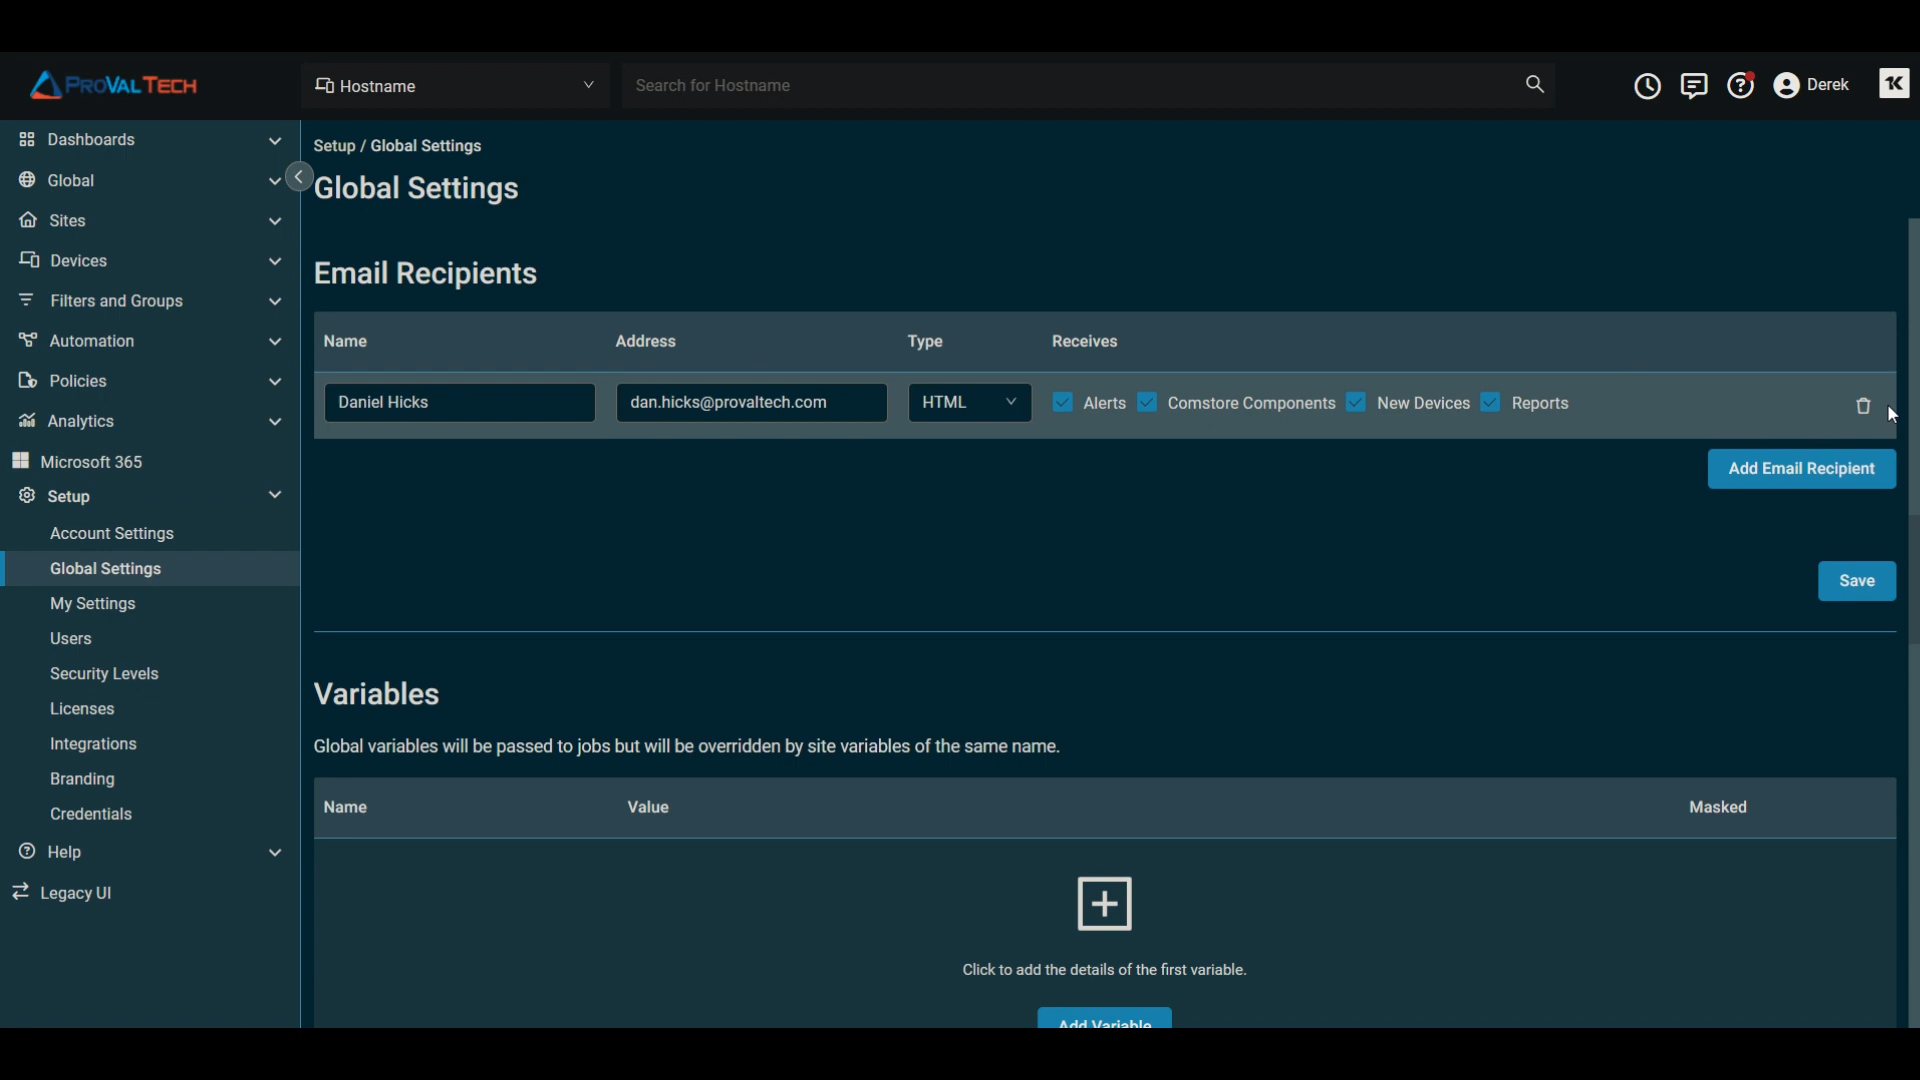 PROVALTECH
Hostname
Search for Hostname
Derek
Dashboards
Global
Sites
Devices
Filters and Groups
Automation
Policies
Analytics
Microsoft 365
Setup
Account Settings
Global Settings
My Settings
Users
Security Levels
Licenses
Integrations
Branding
Credentials
Help
Legacy UI
Setup / Global Settings
Global Settings
Email Recipients
Name Address Type Receives
Daniel Hicks dan.hicks@provaltech.com HTML Alerts Comstore Components New Devices Reports
Add Email Recipient
Save
Variables
Global variables will be passed to jobs but will be overridden by site variables of the same name.
Name Value Masked
Click to add the details of the first variable.
Add Variable